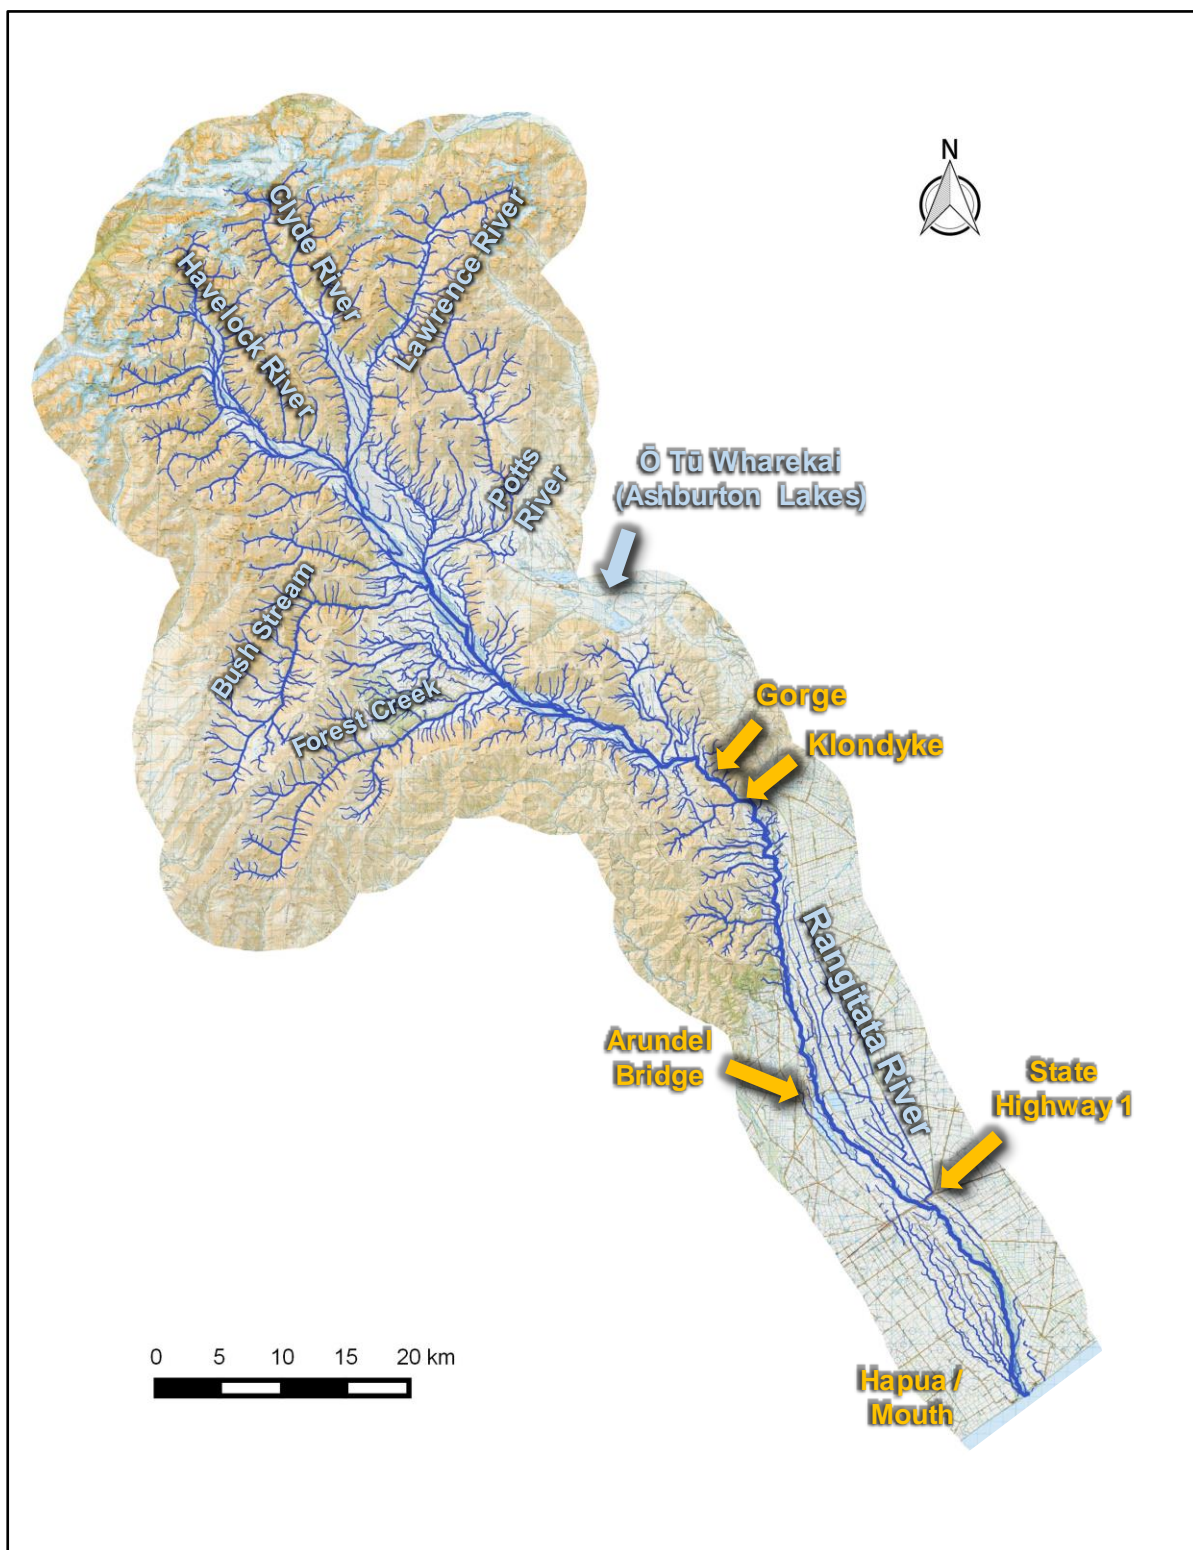 N
Clyde River
Lawrence River
Havelock River
Potts
River
Ō Tū Wharekai
(Ashburton Lakes)
Bush Stream
Forest Creek
Gorge
Klondyke
Rangitata River
Arundel
Bridge
State
Highway 1
0 5 10 15 20 km
Hapua /
Mouth